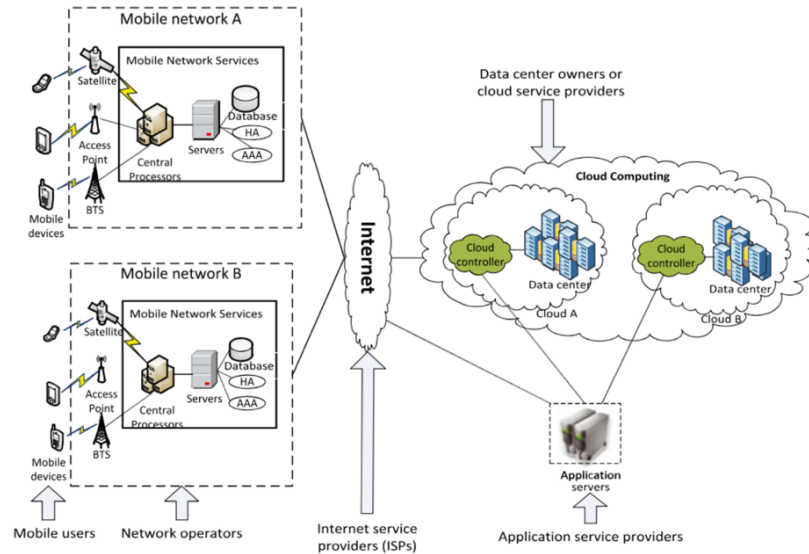 Mobile network A
Mobile Network Services
Satellite
Database
HA
AAA
Access
Point
Central
Processors
Servers
BTS
Mobile
devices
Mobile network B
Mobile Network Services
Satellite
Database
HA
AAA
Access
Point
Central
Processors
Servers
BTS
Mobile
devices
Mobile users
Network operators
Internet
Internet service
providers (ISPs)
Data center owners or
cloud service providers
Cloud Computing
Cloud
controller
Data center
Cloud A
Cloud
controller
Data center
Cloud B
Application
servers
Application service providers